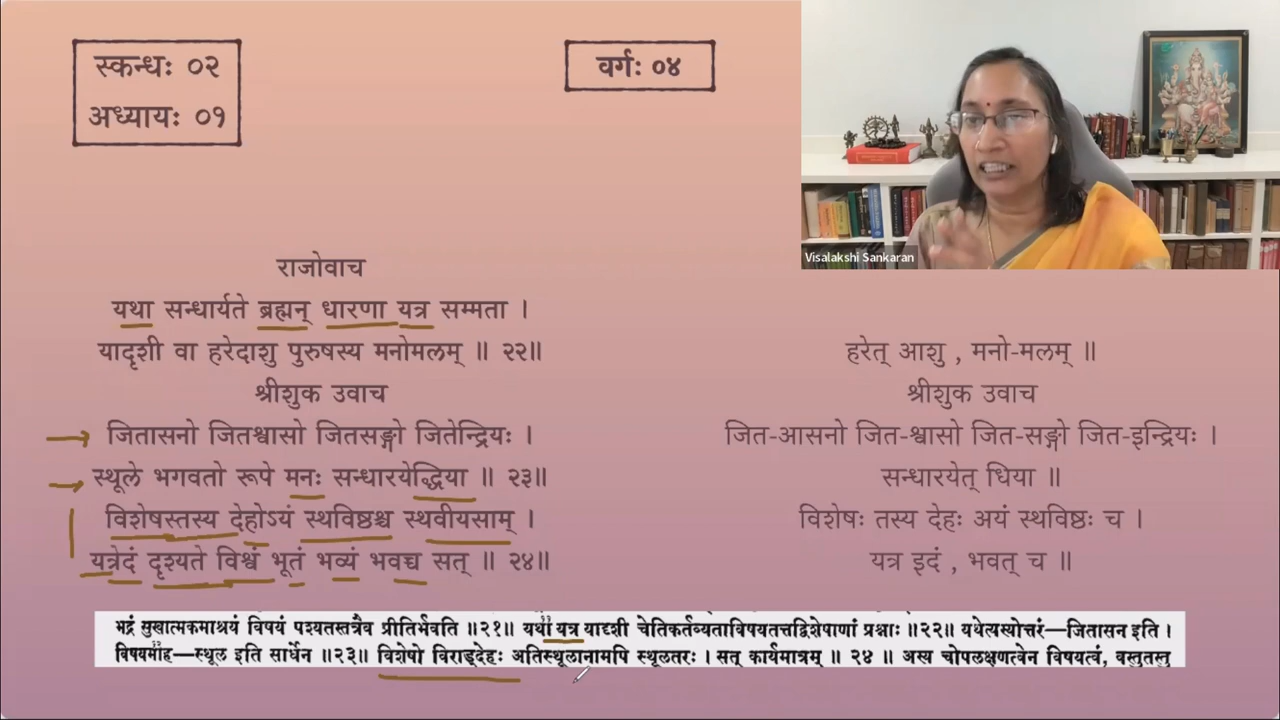 स्कन्धः ०२
अध्यायः ०१
वर्गः ०४
Visalakshi Sankaran
राजोवाच
यथा सन्धार्यते ब्रह्मन् धारणा यत्र सम्मता ।
यादृशी वा हरेदाशु पुरुषस्य मनोमलम् ॥ २२॥
श्रीशुक उवाच
जितासनो जितश्वासो जितसङ्गो जितेन्द्रियः ।
स्थूले भगवतो रूपे मनः सन्धारयेद्धिया ॥ २३॥
विशेषस्तस्य देहोऽयं स्थविष्ठश्च स्थवीयसाम् ।
यत्रेदं दृश्यते विश्वं भूतं भव्यं भवच्च सत् ॥ २४॥
हरेत् आशु , मनो-मलम् ॥
श्रीशुक उवाच
जित-आसनो जित-श्वासो जित-सङ्गो जित-इन्द्रियः ।
सन्धारयेत् धिया ॥
विशेषः तस्य देहः अयं स्थविष्ठः च ।
यत्र इदं , भवत् च ॥
भद्रं सुखात्मकमाश्रयं विषयं पश्यतस्तत्रैव प्रीतिर्भवति ॥२१॥ यथा यत्र यादृशी चेतिकर्तव्यताविषयतत्तद्विशेषाणां प्रश्नाः ॥२२॥ यथेत्यस्योत्तरं—जितासन इति ।
विषयमाह—स्थूल इति सार्धेन ॥२३॥ विशेषो विराड्देहः अतिस्थूलानामपि स्थूलतरः । सत् कार्यमात्रम् ॥ २४ ॥ अस्य चोपलक्षणत्वेन विषयत्वं, वस्तुतस्तु